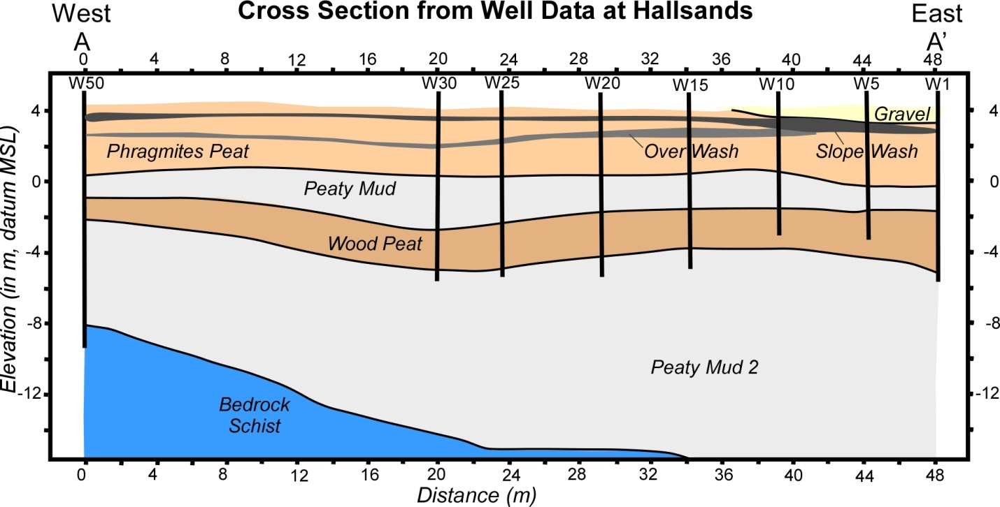 Cross Section from Well Data at Hallsands
West
A
East
A’
0 4 8 12 16 20 24 28 32 36 40 44 48
W50 W30 W25 W20 W15 W10 W5 W1
4 4
Gravel
Phragmites Peat Over Wash Slope Wash
0 0
Peaty Mud
Wood Peat
-4 -4
-8 -8
Peaty Mud 2
-12 -12
Bedrock
Schist
Elevation (in m, datum MSL)
0 4 8 12 16 20 24 28 32 36 40 44 48
Distance (m)